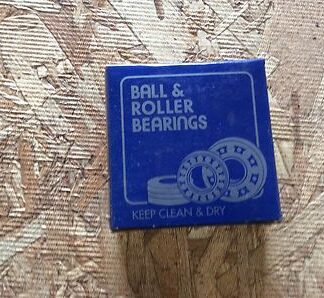 BALL &
ROLLER
BEARINGS
KEEP CLEAN & DRY